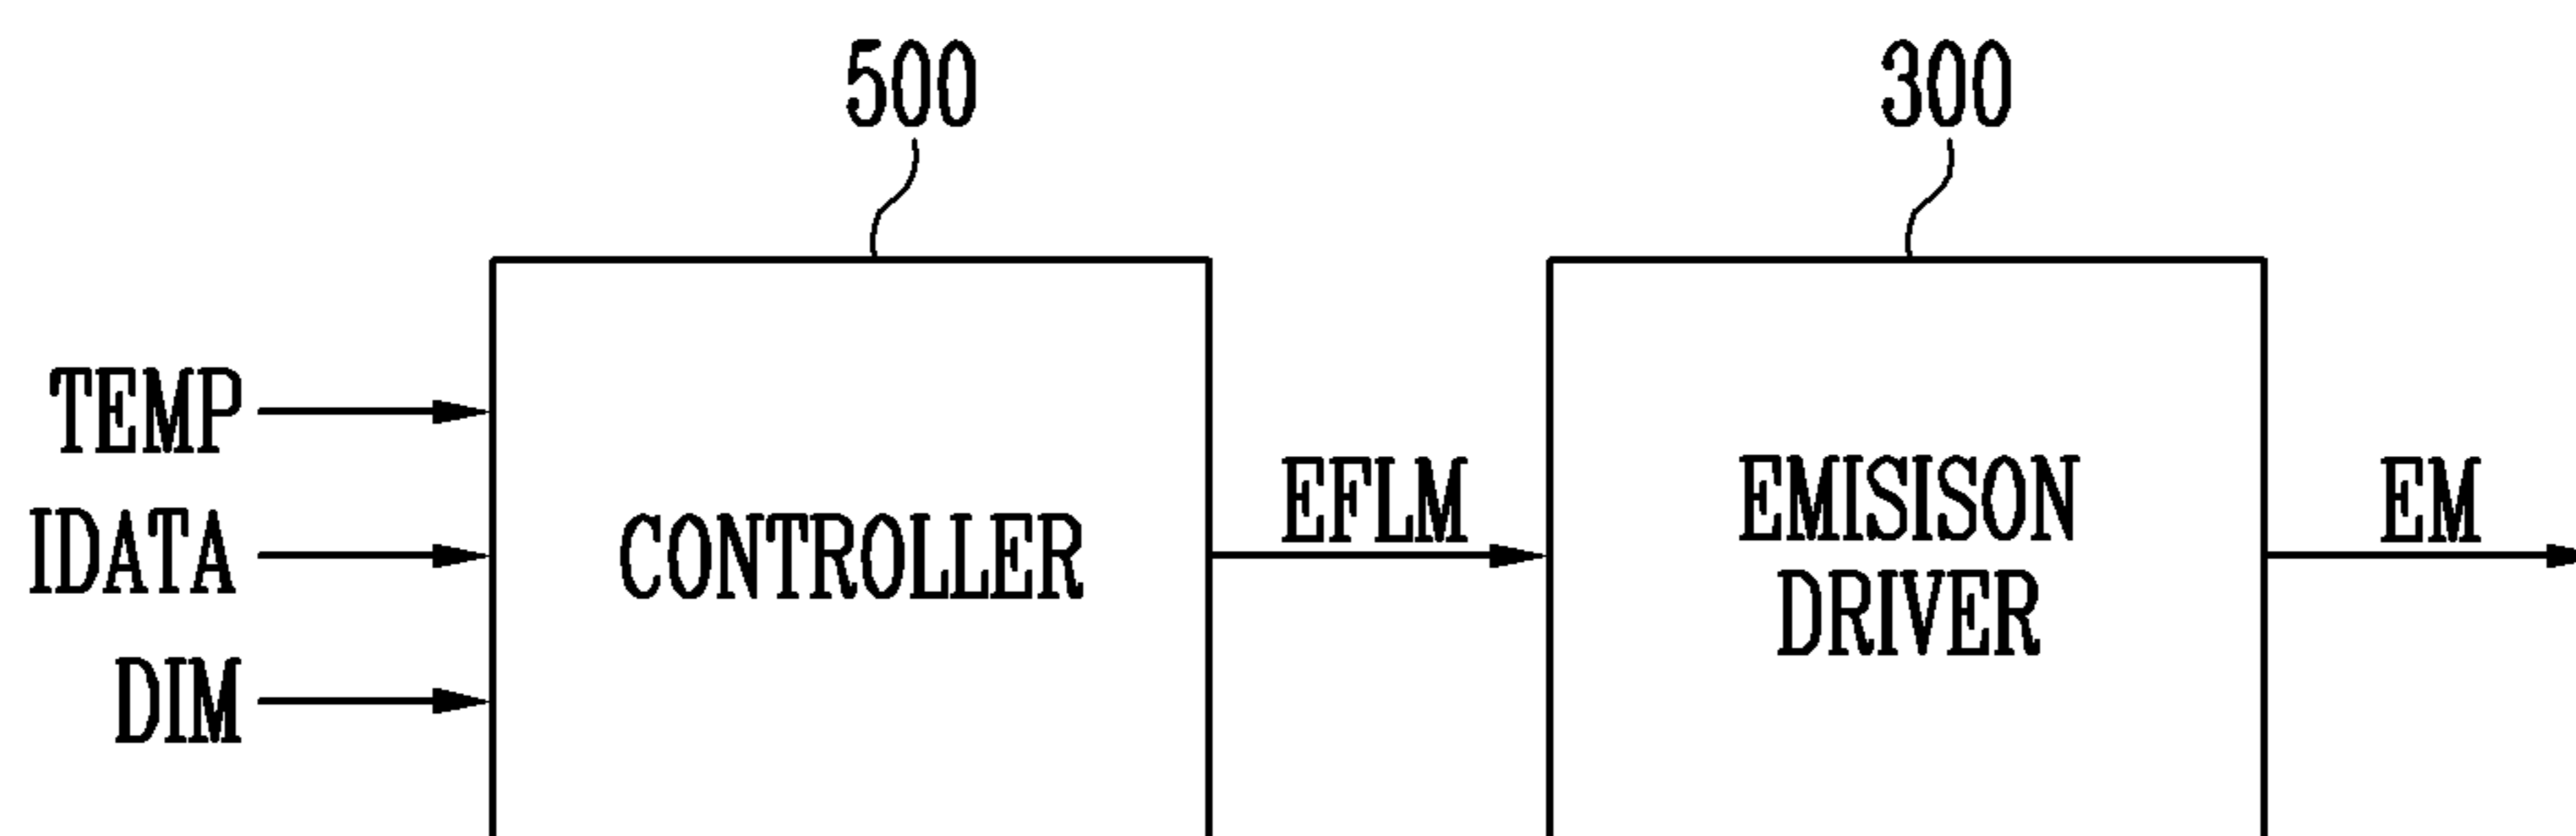 500
300
TEMP
IDATA
DIM
CONTROLLER
EFLM
EMISISON
DRIVER
EM